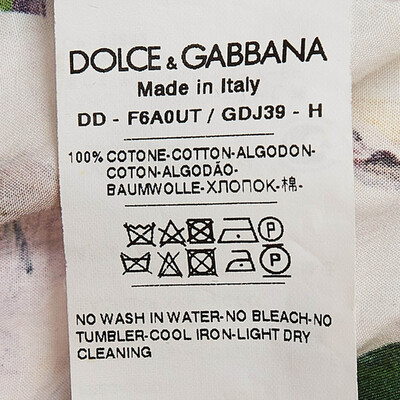 DOLCE & GABBANA
Made in Italy
DD - F6A0UT / GDJ39 - H
100% COTONE-COTTON-ALGODON-
COTON-ALGODÃO-
BAUMWOLLE-ХЛОПОК-棉-
P
P
NO WASH IN WATER-NO BLEACH-NO
TUMBLER-COOL IRON-LIGHT DRY
CLEANING